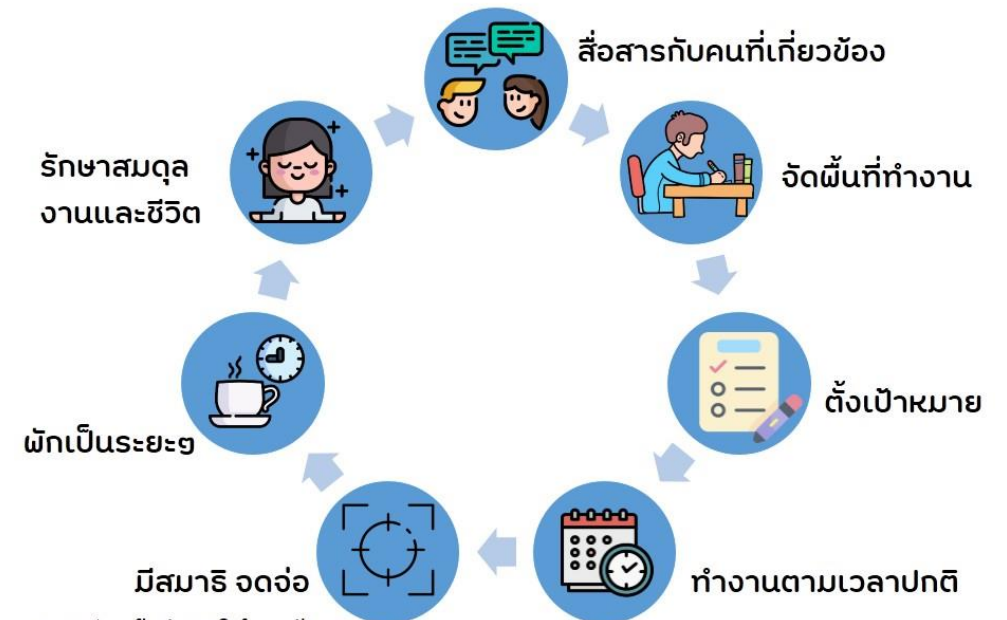 สื่อสารกับคนที่เกี่ยวข้อง
จัดพื้นที่ทำงาน
ตั้งเป้าหมาย
ทำงานตามเวลาปกติ
มีสมาธิ จดจ่อ
พักเป็นระยะๆ
รักษาสมดุล
งานและชีวิต